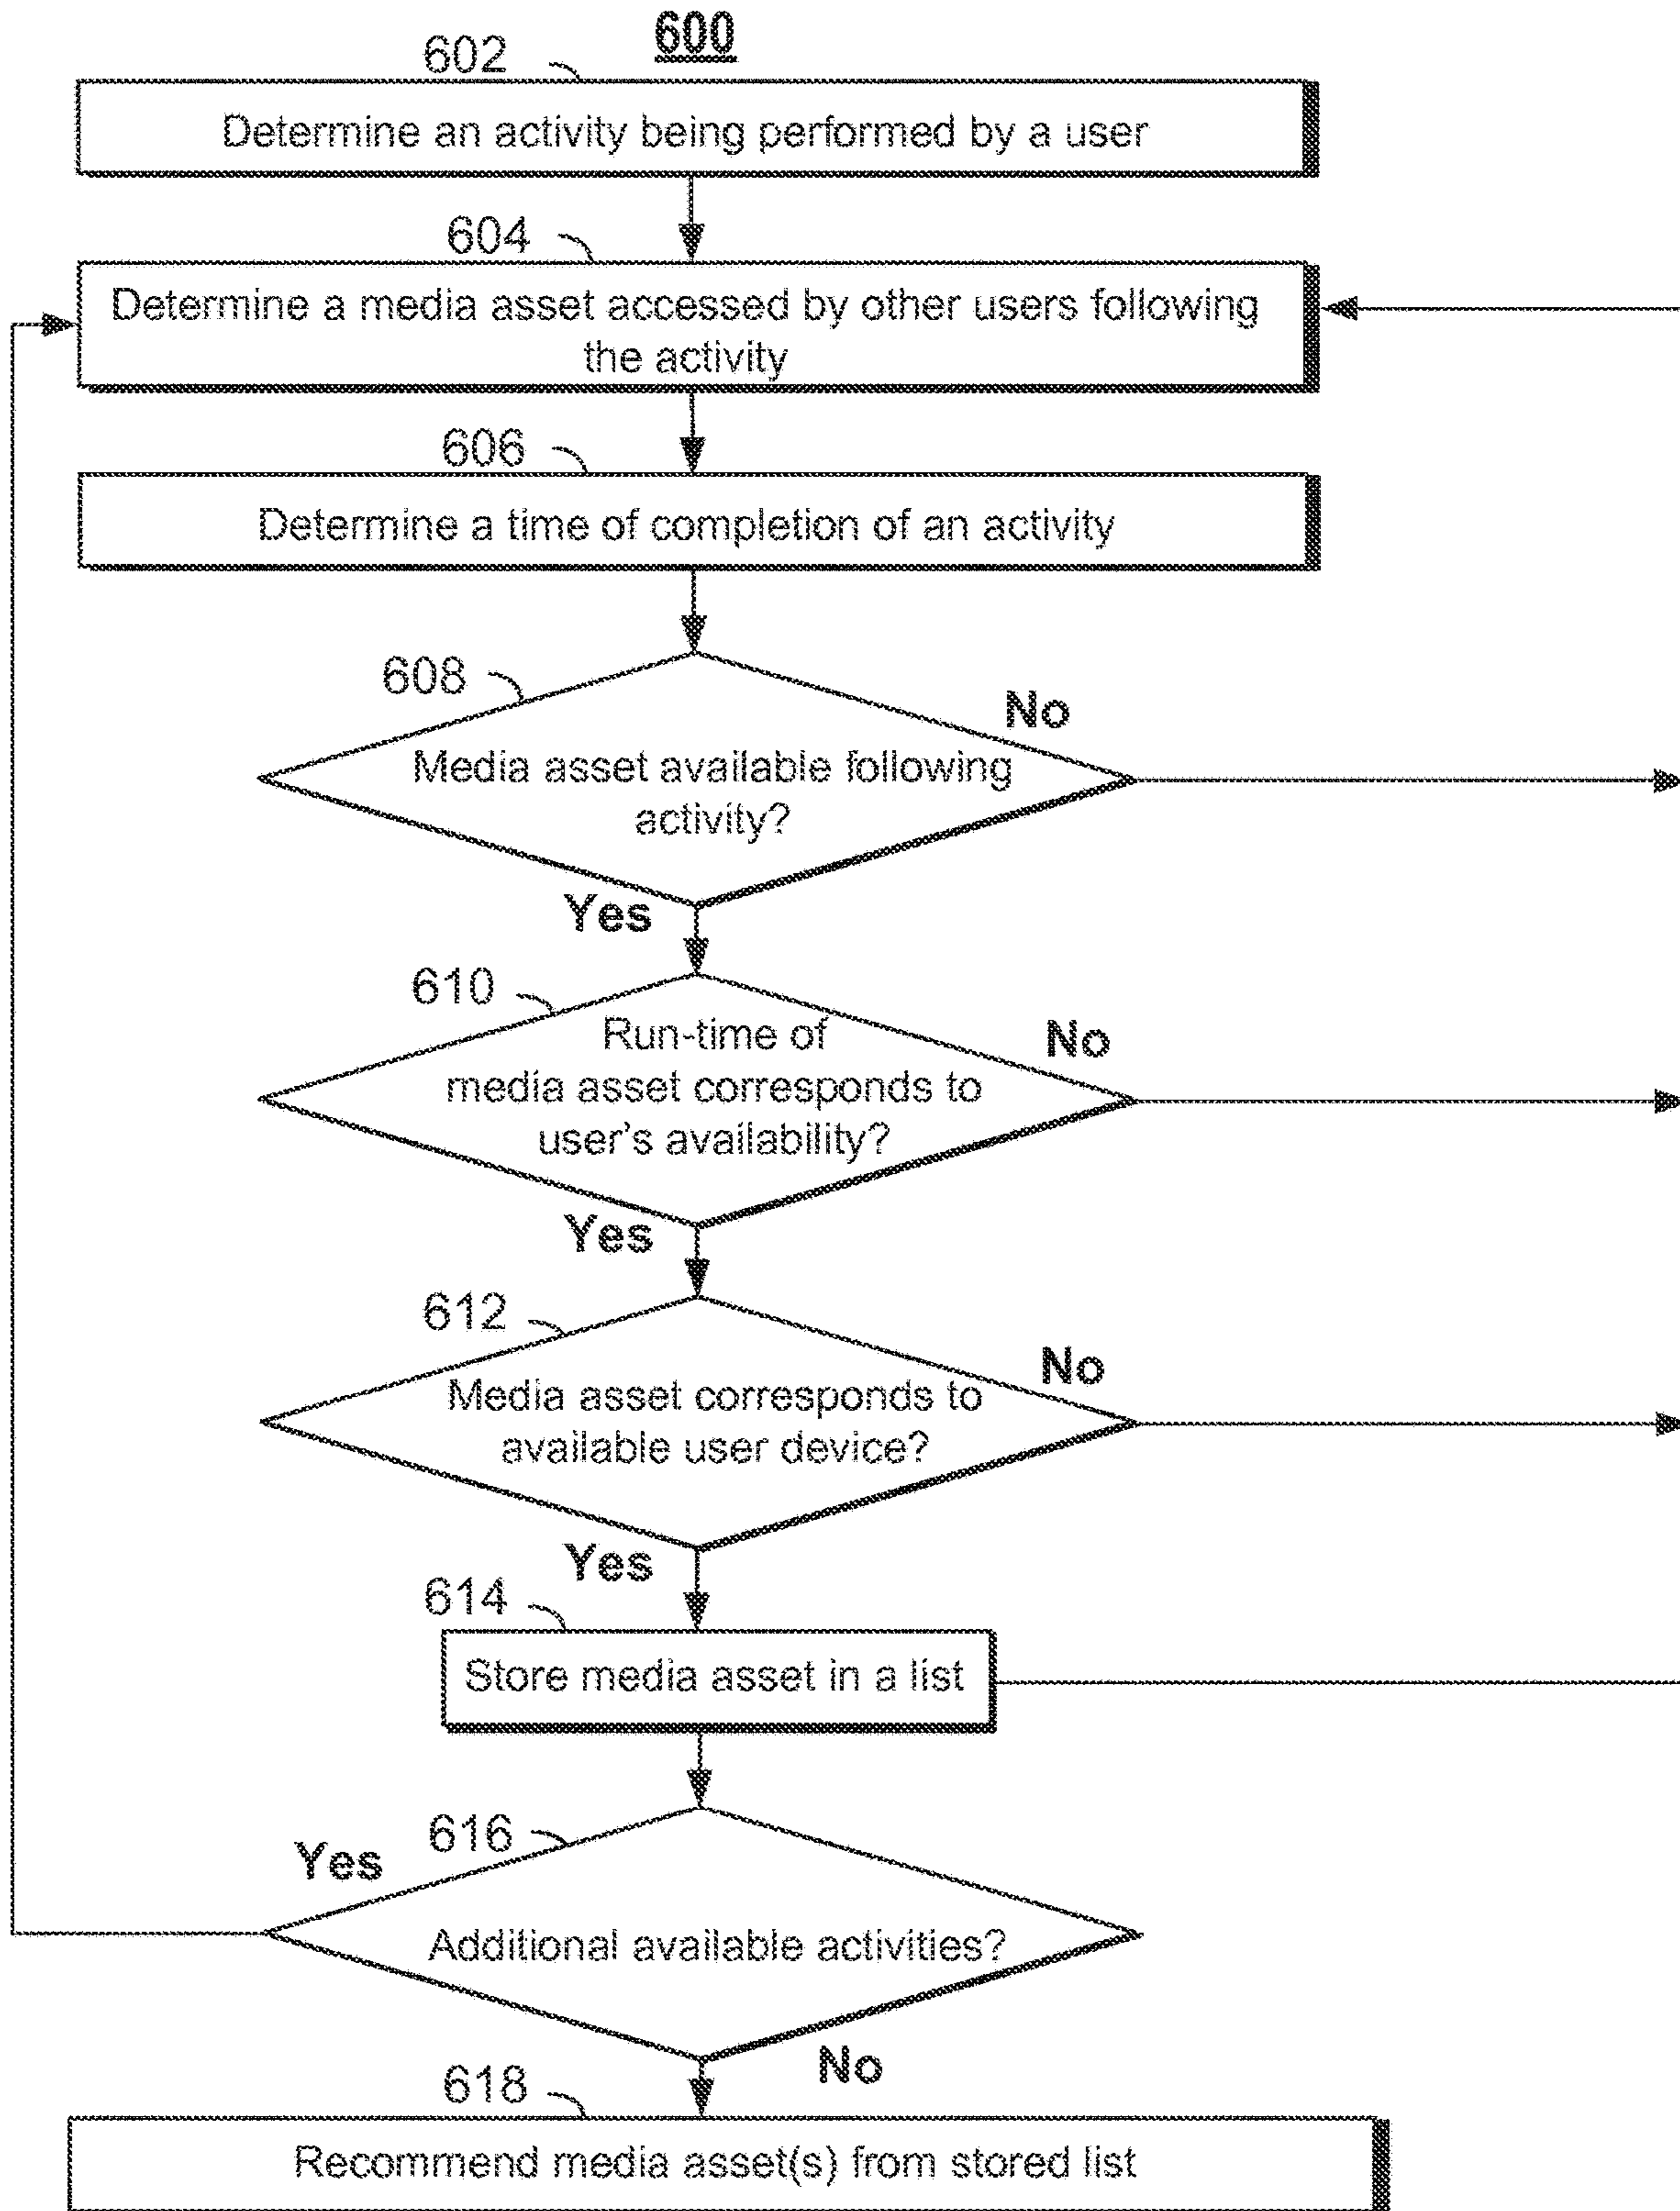 600
602
Determine an activity being performed by a user
604
Determine a media asset accessed by other users following
the activity
606
Determine a time of completion of an activity
608
No
Media asset available following
activity?
Yes
610
Run-time of
media asset corresponds to
user's availability?
No
Yes
612
No
Media asset corresponds to
available user device?
Yes
614
Store media asset in a list
616
Yes
Additional available activities?
No
618
Recommend media asset(s) from stored list